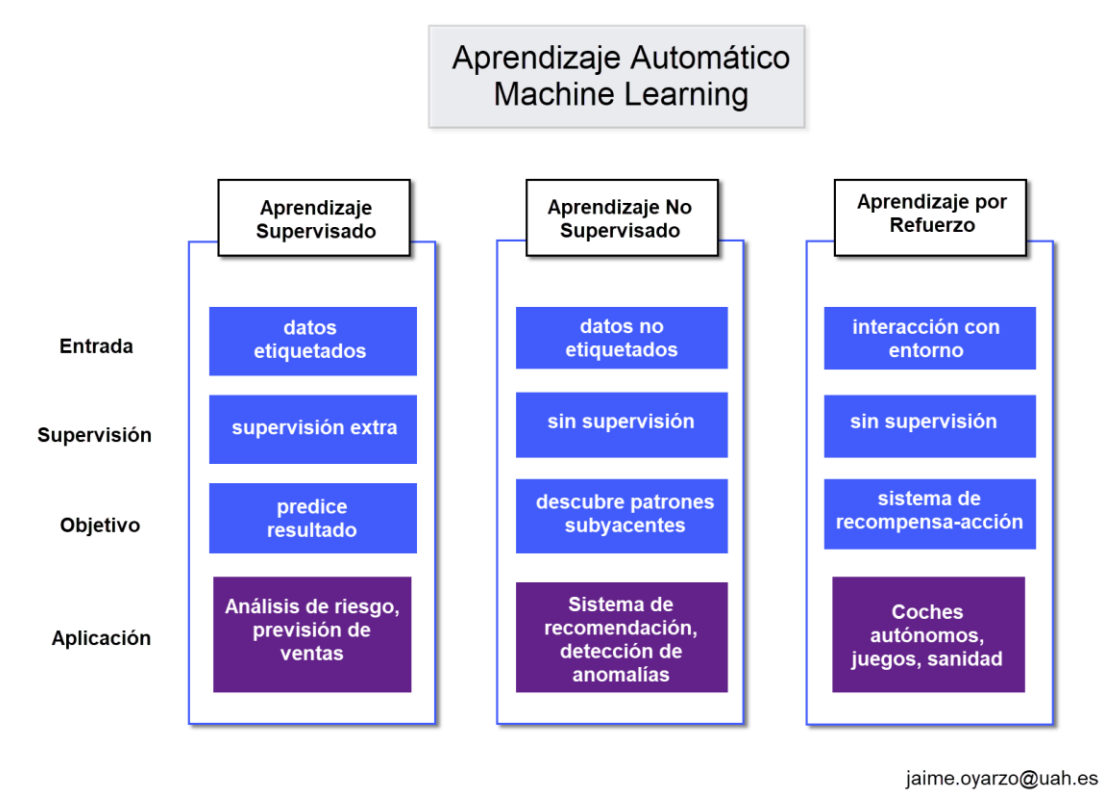 Aprendizaje Automático
Machine Learning
Aprendizaje
Supervisado
Aprendizaje No
Supervisado
Aprendizaje por
Refuerzo
Entrada
datos
etiquetados
datos no
etiquetados
interacción con
entorno
Supervisión
supervisión extra
sin supervisión
sin supervisión
Objetivo
predice
resultado
descubre patrones
subyacentes
sistema de
recompensa-acción
Aplicación
Análisis de riesgo,
previsión de
ventas
Sistema de
recomendación,
detección de
anomalías
Coches
autónomos,
juegos, sanidad
jaime.oyarzo@uah.es